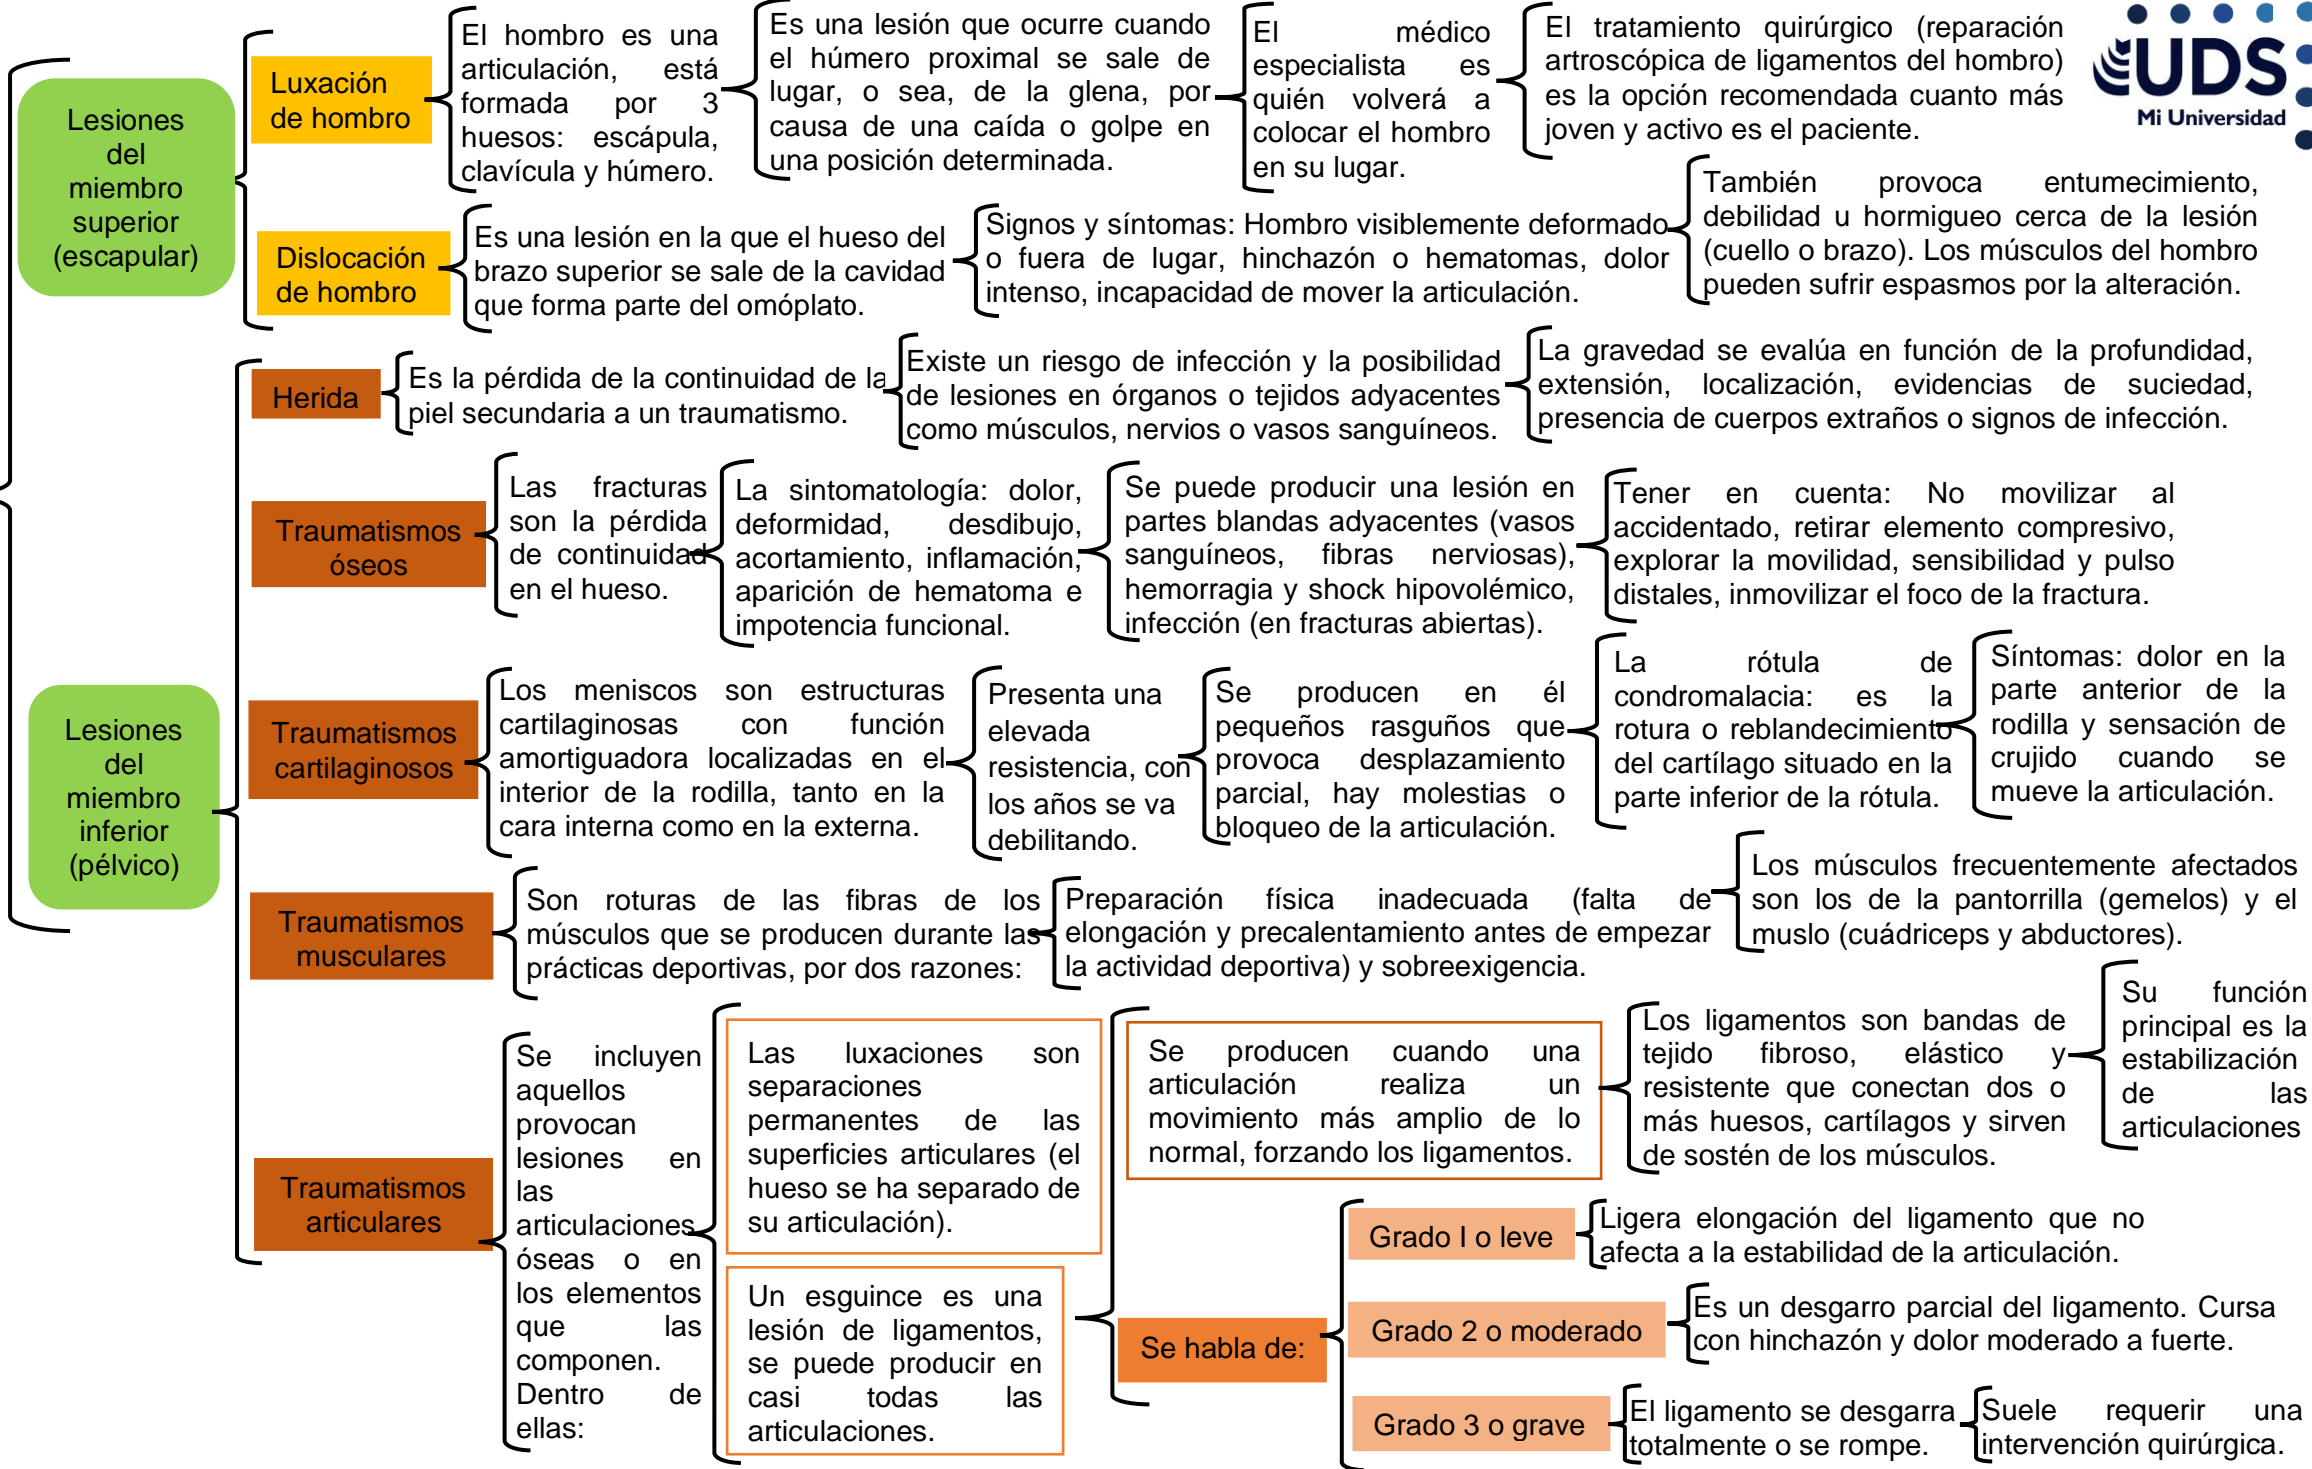 UDS
Mi Universidad
Lesiones
del
miembro
superior
(escapular)
Luxación
de hombro
El hombro es una
articulación, está
formada por 3
huesos: escápula,
clavícula y húmero.
Es una lesión que ocurre cuando
el húmero proximal se sale de
lugar, o sea, de la glena, por
causa de una caída o golpe en
una posición determinada.
El médico
especialista es
quién volverá a
colocar el hombro
en su lugar.
El tratamiento quirúrgico (reparación
artroscópica de ligamentos del hombro)
es la opción recomendada cuanto más
joven y activo es el paciente.
Dislocación
de hombro
Es una lesión en la que el hueso del
brazo superior se sale de la cavidad
que forma parte del omóplato.
Signos y síntomas: Hombro visiblemente deformado
o fuera de lugar, hinchazón o hematomas, dolor
intenso, incapacidad de mover la articulación.
También provoca entumecimiento,
debilidad u hormigueo cerca de la lesión
(cuello o brazo). Los músculos del hombro
pueden sufrir espasmos por la alteración.
Lesiones
del
miembro
inferior
(pélvico)
Herida
Es la pérdida de la continuidad de la
piel secundaria a un traumatismo.
Existe un riesgo de infección y la posibilidad
de lesiones en órganos o tejidos adyacentes
como músculos, nervios o vasos sanguíneos.
La gravedad se evalúa en función de la profundidad,
extensión, localización, evidencias de suciedad,
presencia de cuerpos extraños o signos de infección.
Traumatismos
óseos
Las fracturas
son la pérdida
de continuidad
en el hueso.
La sintomatología: dolor,
deformidad, desdibujo,
acortamiento, inflamación,
aparición de hematoma e
impotencia funcional.
Se puede producir una lesión en
partes blandas adyacentes (vasos
sanguíneos, fibras nerviosas),
hemorragia y shock hipovolémico,
infección (en fracturas abiertas).
Tener en cuenta: No movilizar al
accidentado, retirar elemento compresivo,
explorar la movilidad, sensibilidad y pulso
distales, inmovilizar el foco de la fractura.
Traumatismos
cartilaginosos
Los meniscos son estructuras
cartilaginosas con función
amortiguadora localizadas en el
interior de la rodilla, tanto en la
cara interna como en la externa.
Presenta una
elevada
resistencia, con
los años se va
debilitando.
Se producen en él
pequeños rasguños que
provoca desplazamiento
parcial, hay molestias o
bloqueo de la articulación.
La rótula de
condromalacia: es la
rotura o reblandecimiento
del cartílago situado en la
parte inferior de la rótula.
Síntomas: dolor en la
parte anterior de la
rodilla y sensación de
crujido cuando se
mueve la articulación.
Traumatismos
musculares
Son roturas de las fibras de los
músculos que se producen durante las
prácticas deportivas, por dos razones:
Preparación física inadecuada (falta de
elongación y precalentamiento antes de empezar
la actividad deportiva) y sobreexigencia.
Los músculos frecuentemente afectados
son los de la pantorrilla (gemelos) y el
muslo (cuádriceps y abductores).
Traumatismos
articulares
Se incluyen
aquellos
provocan
lesiones en
las
articulaciones
óseas o en
los elementos
que las
componen.
Dentro de
ellas:
Las luxaciones son
separaciones
permanentes de las
superficies articulares (el
hueso se ha separado de
su articulación).
Un esguince es una
lesión de ligamentos,
se puede producir en
casi todas las
articulaciones.
Se producen cuando una
articulación realiza un
movimiento más amplio de lo
normal, forzando los ligamentos.
Los ligamentos son bandas de
tejido fibroso, elástico y
resistente que conectan dos o
más huesos, cartílagos y sirven
de sostén de los músculos.
Su función
principal es la
estabilización
de las
articulaciones
Se habla de:
Grado I o leve
Ligera elongación del ligamento que no
afecta a la estabilidad de la articulación.
Grado 2 o moderado
Es un desgarro parcial del ligamento. Cursa
con hinchazón y dolor moderado a fuerte.
Grado 3 o grave
El ligamento se desgarra
totalmente o se rompe.
Suele requerir una
intervención quirúrgica.